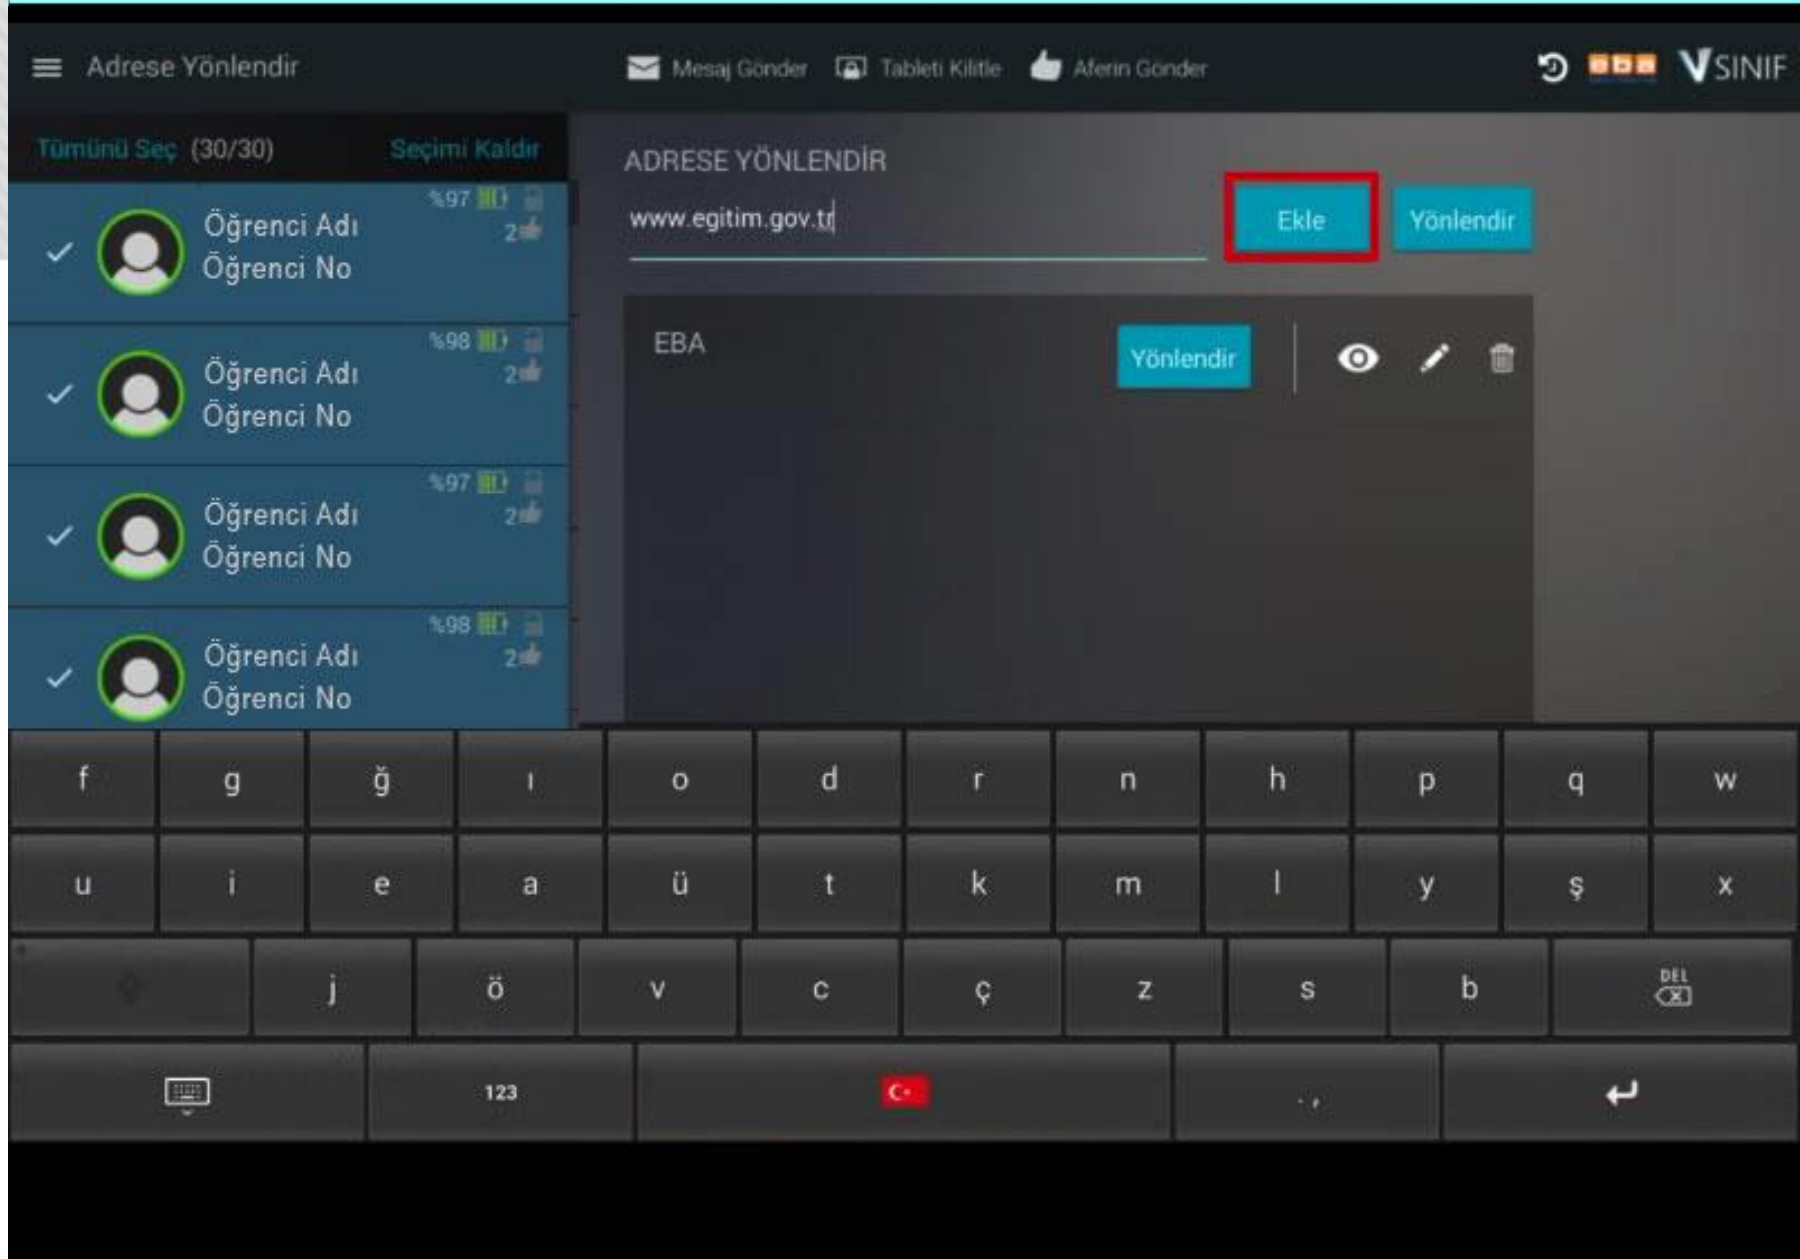 Adrese Yönlendir
Mesaj Gönder Tableti Kilitle Aferin Gönder
eba VSINIF
Tümünü Seç (30/30) Seçimi Kaldır
ADRESE YÖNLENDİR
www.egitim.gov.tr
Ekle Yönlendir
%97
Öğrenci Adı 2
Öğrenci No
EBA Yönlendir
%98
Öğrenci Adı 2
Öğrenci No
%97
Öğrenci Adı 2
Öğrenci No
%98
Öğrenci Adı 2
Öğrenci No
f g ğ ı o d r n h p q w
u i e a ü t k m l y ş x
j ö v c ç z s b DEL
123 . ,